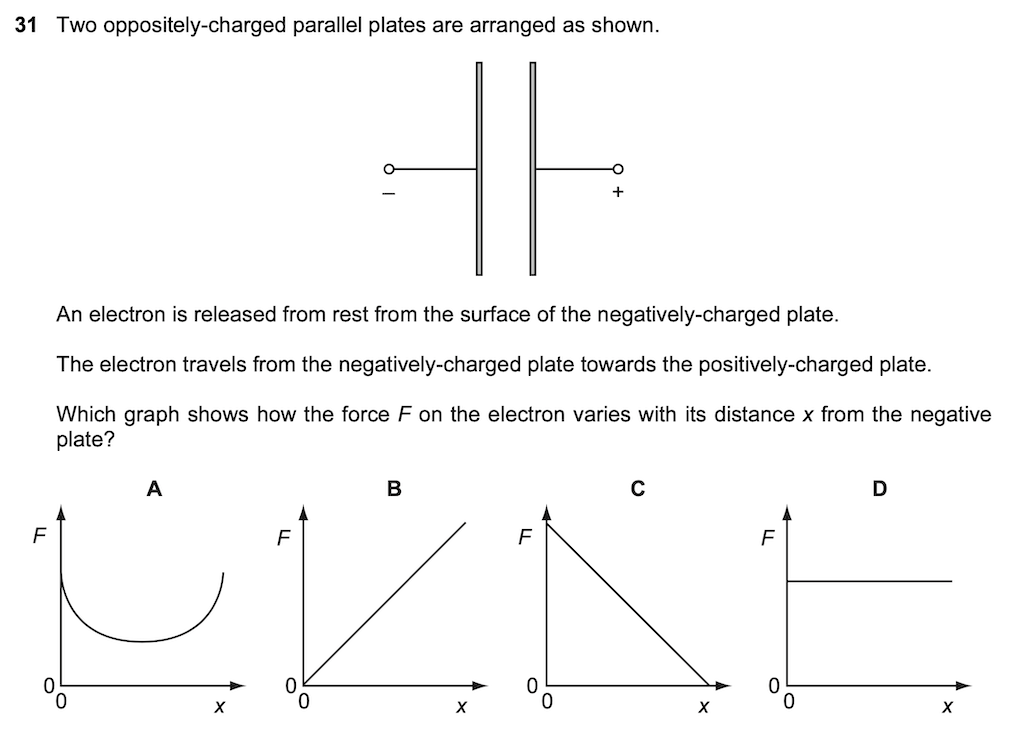 31 Two oppositely-charged parallel plates are arranged as shown.
– +
An electron is released from rest from the surface of the negatively-charged plate.
The electron travels from the negatively-charged plate towards the positively-charged plate.
Which graph shows how the force F on the electron varies with its distance x from the negative
plate?
A B C D
F F F F
0 0 0 0
0 x 0 x 0 x 0 x